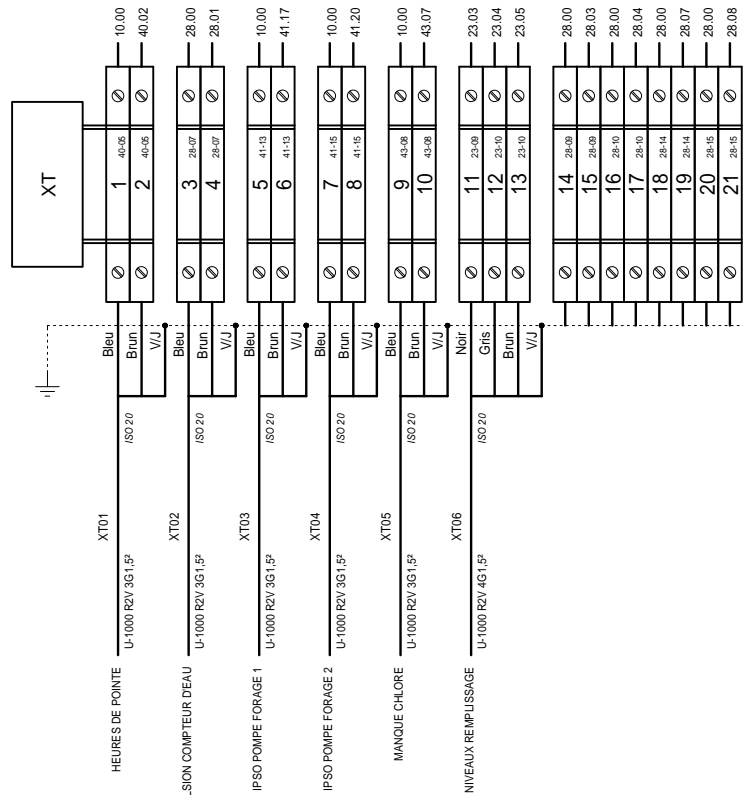 XT
10.00
40.02
28.00
28.01
10.00
41.17
10.00
41.20
10.00
43.07
23.03
23.04
23.05
28.00
28.03
28.00
28.04
28.00
28.07
28.00
28.08
1 40-05
2 40-05
3 28-07
4 28-07
5 41-13
6 41-13
7 41-15
8 41-15
9 43-08
10 43-08
11 23-09
12 23-10
13 23-10
14 28-09
15 28-09
16 28-10
17 28-10
18 28-14
19 28-14
20 28-15
21 28-15
Bleu
Brun
V/J
Bleu
Brun
V/J
Bleu
Brun
V/J
Bleu
Brun
V/J
Bleu
Brun
V/J
Noir
Gris
Brun
V/J
ISO 20
ISO 20
ISO 20
ISO 20
ISO 20
ISO 20
XT01
XT02
XT03
XT04
XT05
XT06
U-1000 R2V 3G1,5²
U-1000 R2V 3G1,5²
U-1000 R2V 3G1,5²
U-1000 R2V 3G1,5²
U-1000 R2V 3G1,5²
U-1000 R2V 4G1,5²
HEURES DE POINTE
LSION COMPTEUR D'EAU
IPSO POMPE FORAGE 1
IPSO POMPE FORAGE 2
MANQUE CHLORE
NIVEAUX REMPLISSAGE